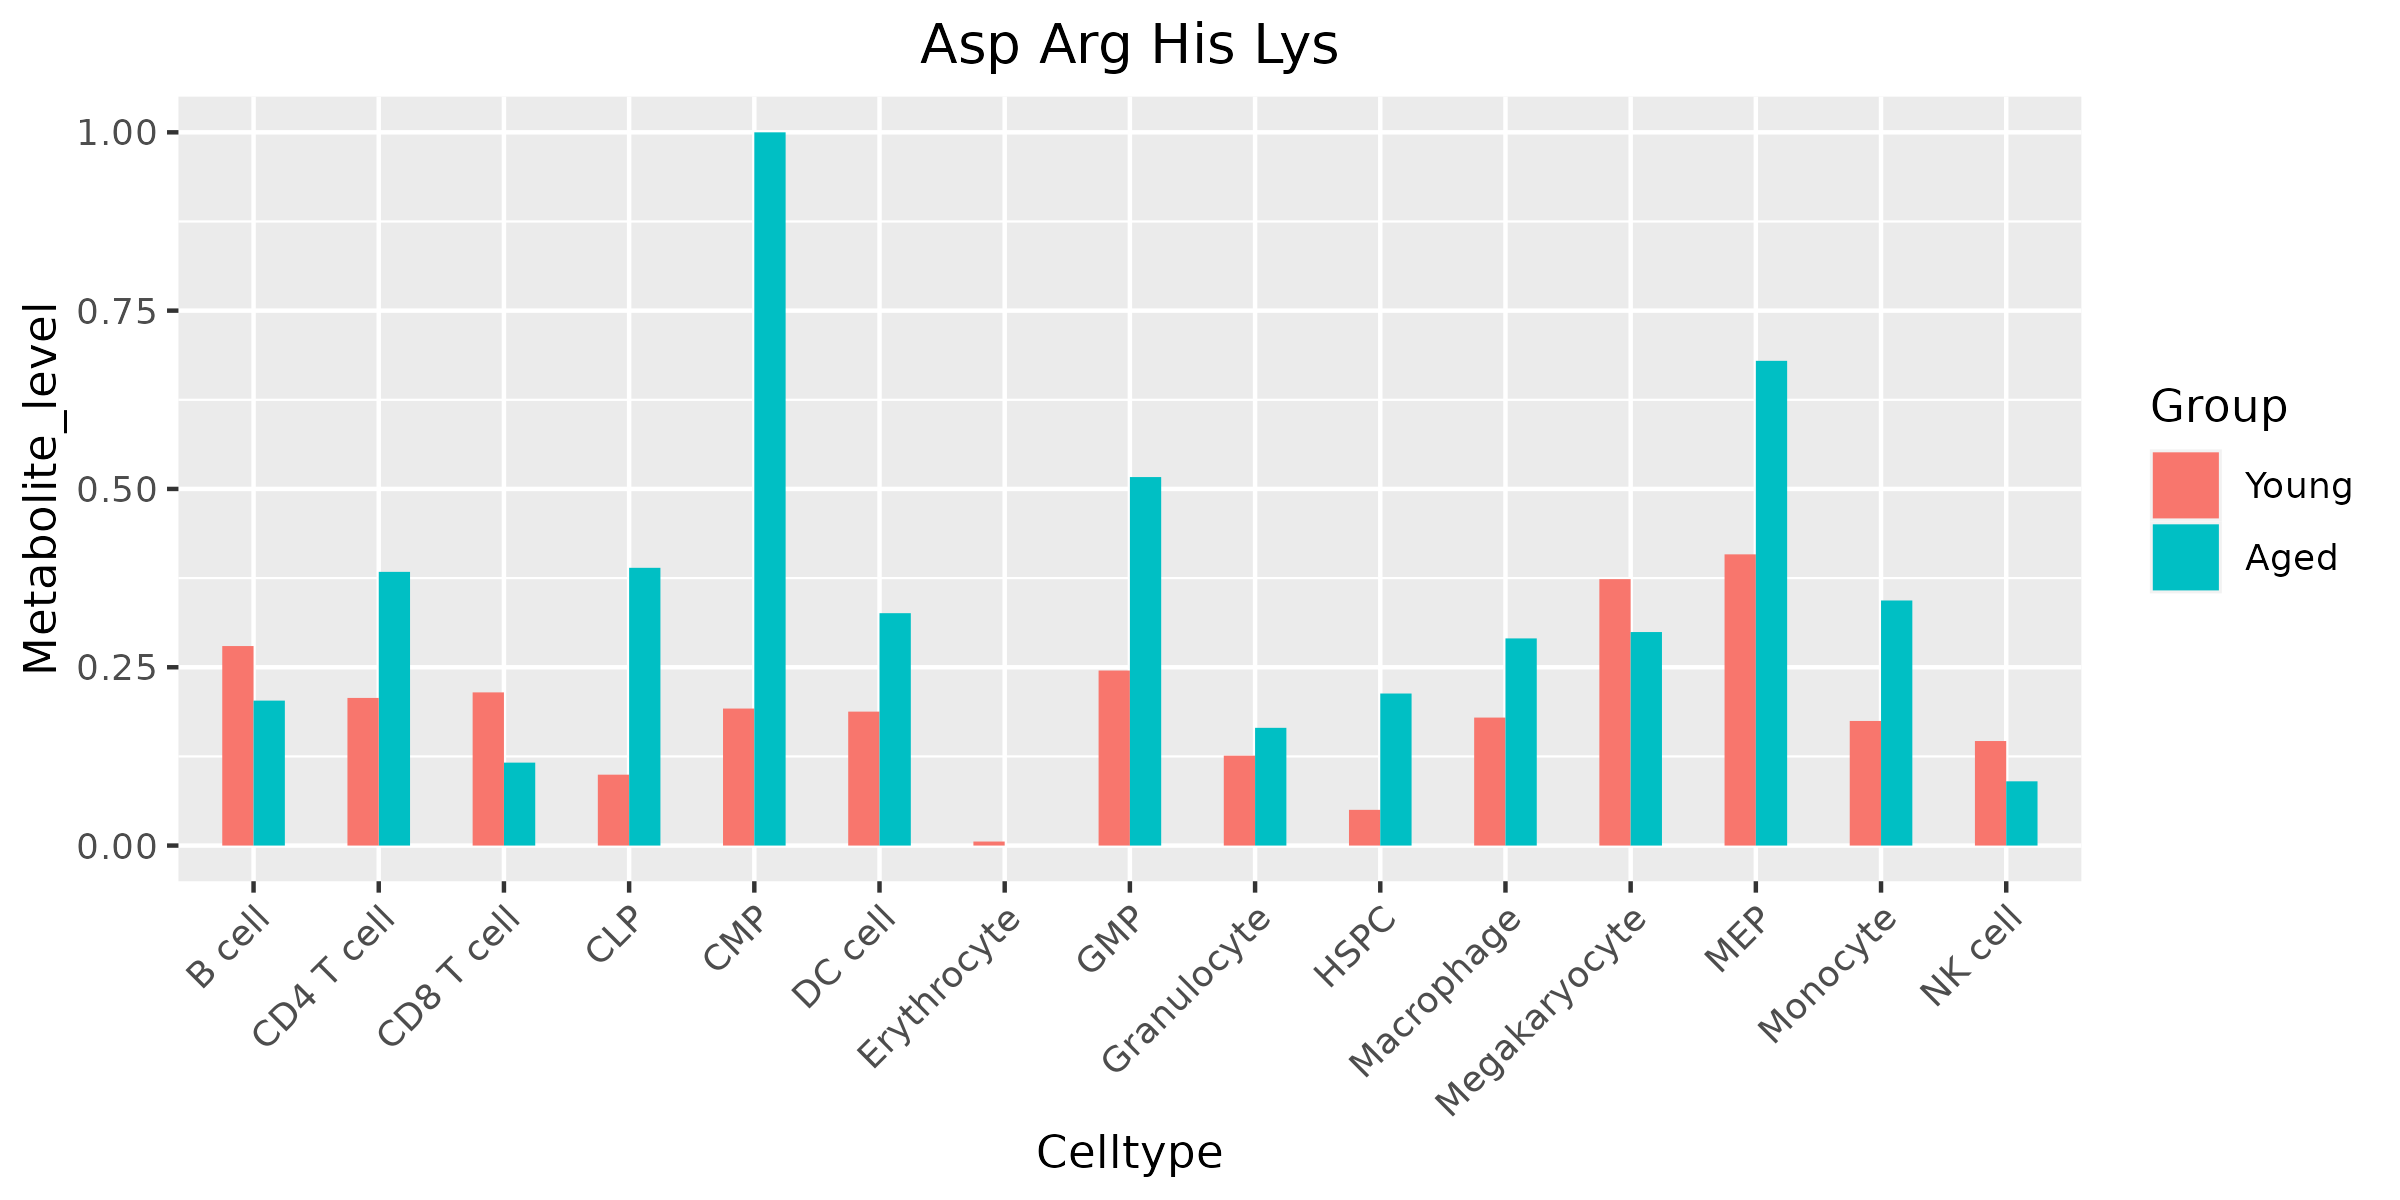 Asp Arg His Lys
Metabolite_level
1.00
0.75
0.50
0.25
0.00
B cell
CD4 T cell
CD8 T cell
CLP
CMP
DC cell
Erythrocyte
GMP
Granulocyte
HSPC
Macrophage
Megakaryocyte
MEP
Monocyte
NK cell
Celltype
Group
Young
Aged